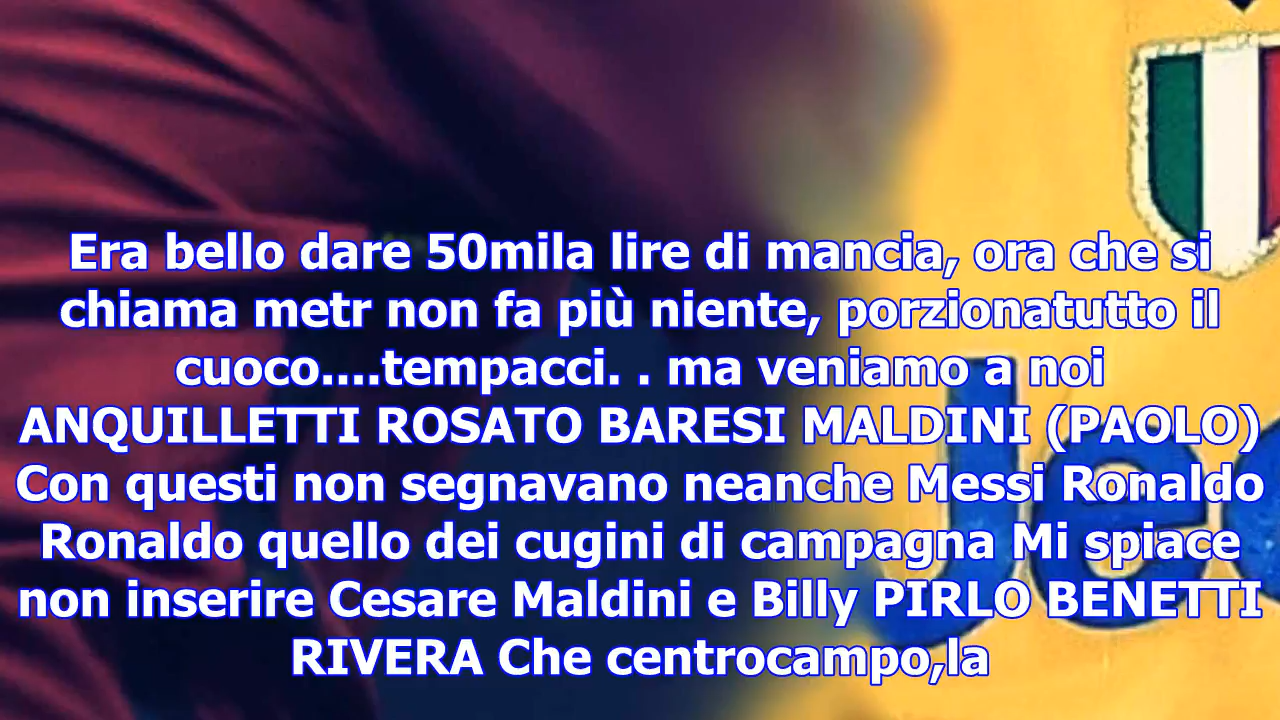 Era bello dare 50mila lire di mancia, ora che si
chiama metr non fa più niente, porzionatutto il
cuoco....tempacci. . ma veniamo a noi
ANQUILLETTI ROSATO BARESI MALDINI (PAOLO)
Con questi non segnavano neanche Messi Ronaldo
Ronaldo quello dei cugini di campagna Mi spiace
non inserire Cesare Maldini e Billy PIRLO BENETTI
RIVERA Che centrocampo,la
Je